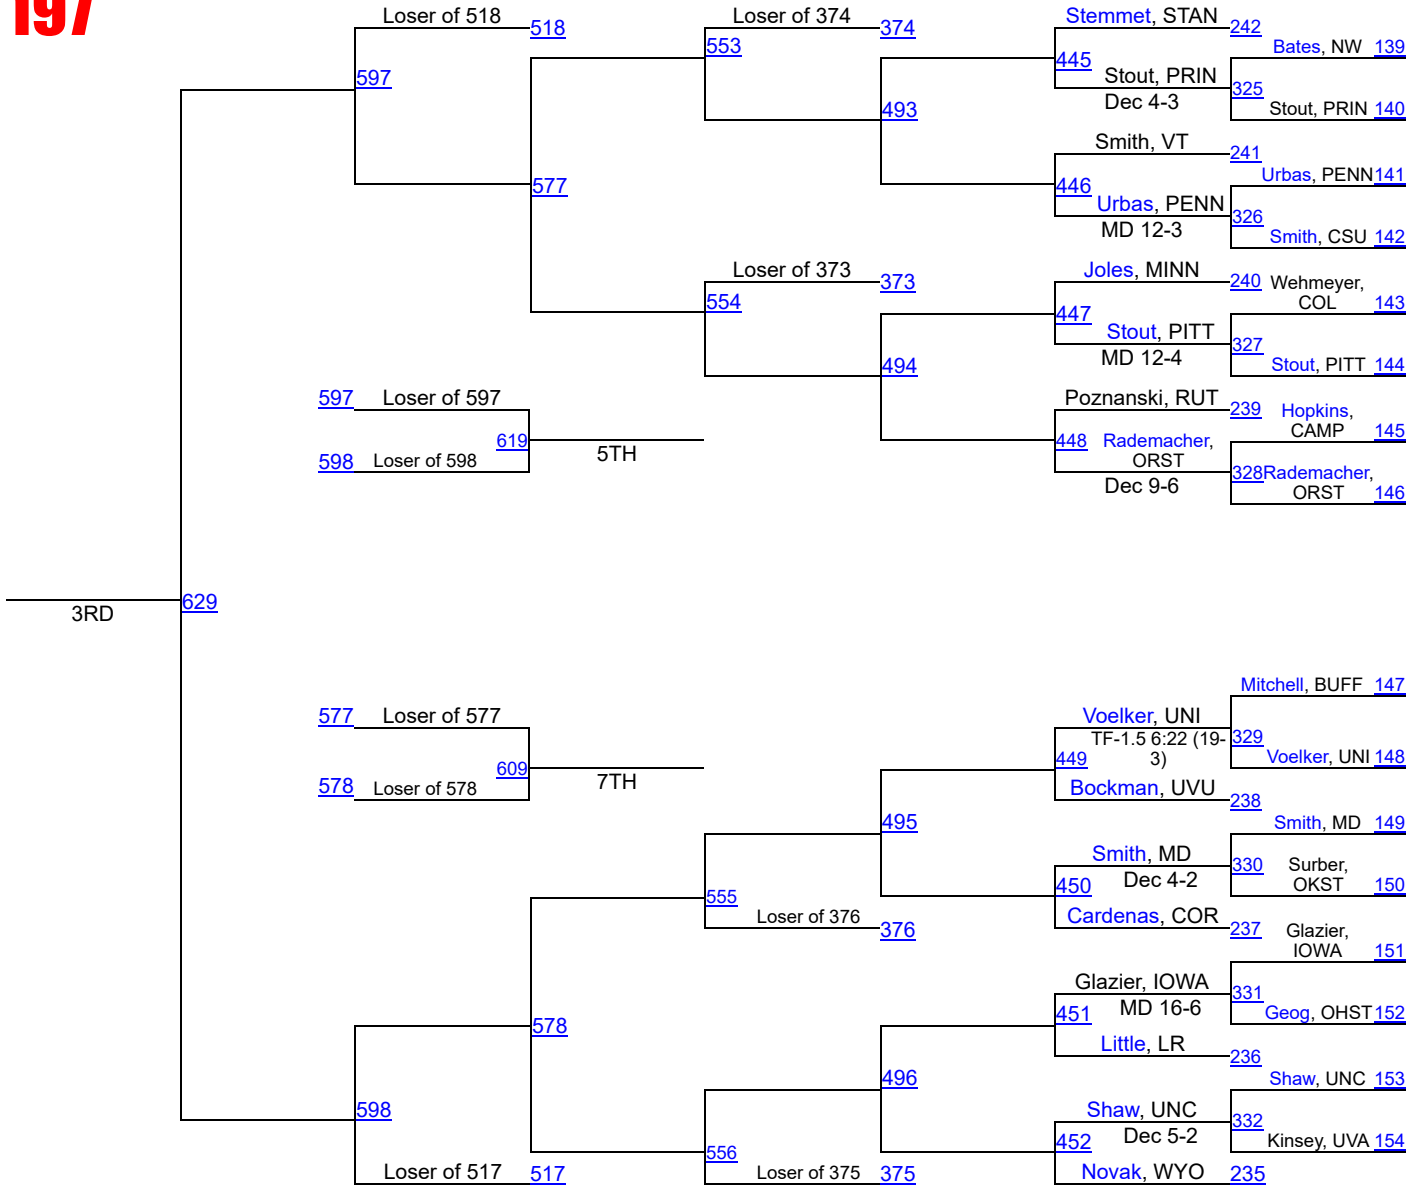 197
Loser of 518
518
Loser of 374
374
Stemmet, STAN
242
Bates, NW 139
597
553
445
Stout, PRIN
Dec 4-3
325
Stout, PRIN 140
493
Smith, VT
241
Urbas, PENN 141
577
446
Urbas, PENN
MD 12-3
326
Smith, CSU 142
Loser of 373
373
Joles, MINN
240
Wehmeyer,
COL 143
554
447
Stout, PITT
MD 12-4
327
Stout, PITT 144
494
597 Loser of 597
Poznanski, RUT
239
Hopkins,
CAMP 145
619
5TH
598 Loser of 598
448
Rademacher,
ORST
Dec 9-6
328
Rademacher,
ORST 146
629
3RD
Mitchell, BUFF 147
577 Loser of 577
Voelker, UNI
TF-1.5 6:22 (19-
3)
329
Voelker, UNI 148
609
7TH
449
578 Loser of 578
Bockman, UVU
238
495
Smith, MD 149
Smith, MD
Dec 4-2
330
Surber,
OKST 150
555
450
Loser of 376
376
Cardenas, COR
237
Glazier,
IOWA 151
Glazier, IOWA
MD 16-6
331
Geog, OHST 152
578
451
Little, LR
236
496
Shaw, UNC 153
598
Shaw, UNC
Dec 5-2
332
Kinsey, UVA 154
556
452
Loser of 517
517
Loser of 375
375
Novak, WYO
235